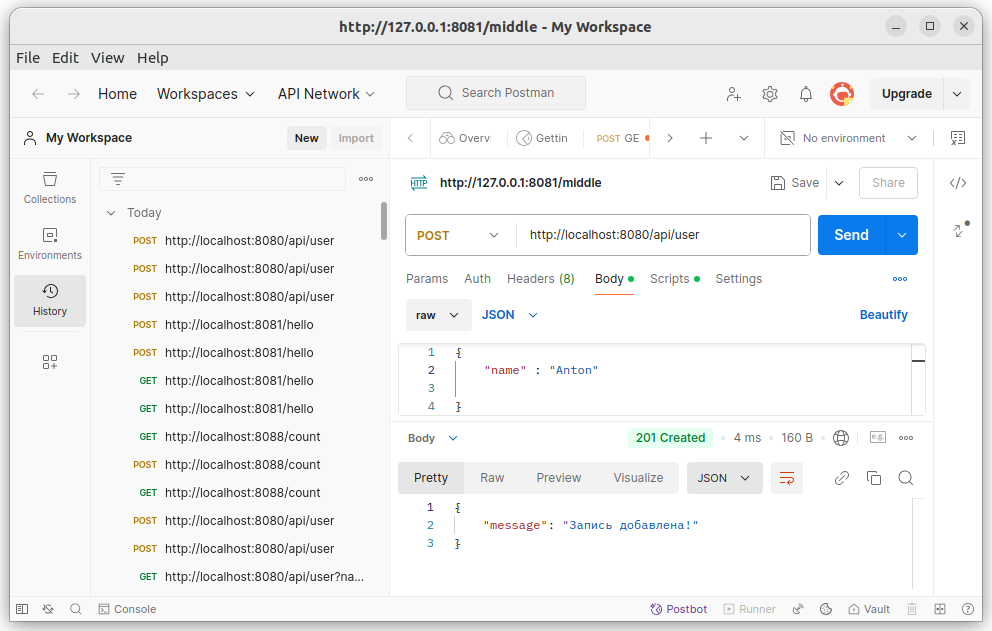 http://127.0.0.1:8081/middle - My Workspace
File Edit View Help
Home Workspaces API Network Search Postman Upgrade
My Workspace New Import Overv Gettin POST GE No environment
Collections
Environments
History
Today
POST http://localhost:8080/api/user
POST http://localhost:8080/api/user
POST http://localhost:8080/api/user
POST http://localhost:8081/hello
POST http://localhost:8081/hello
GET http://localhost:8081/hello
GET http://localhost:8081/hello
GET http://localhost:8088/count
POST http://localhost:8088/count
GET http://localhost:8088/count
POST http://localhost:8080/api/user
POST http://localhost:8080/api/user
GET http://localhost:8080/api/user?na...
HTTP http://127.0.0.1:8081/middle Save Share
POST http://localhost:8080/api/user Send
Params Auth Headers (8) Body Scripts Settings
raw JSON Beautify
1 {
2 "name" : "Anton"
3
4 }
Body 201 Created 4 ms 160 B e.g.
Pretty Raw Preview Visualize JSON
1 {
2 "message": "Запись добавлена!"
3 }
Console Postbot Runner Vault